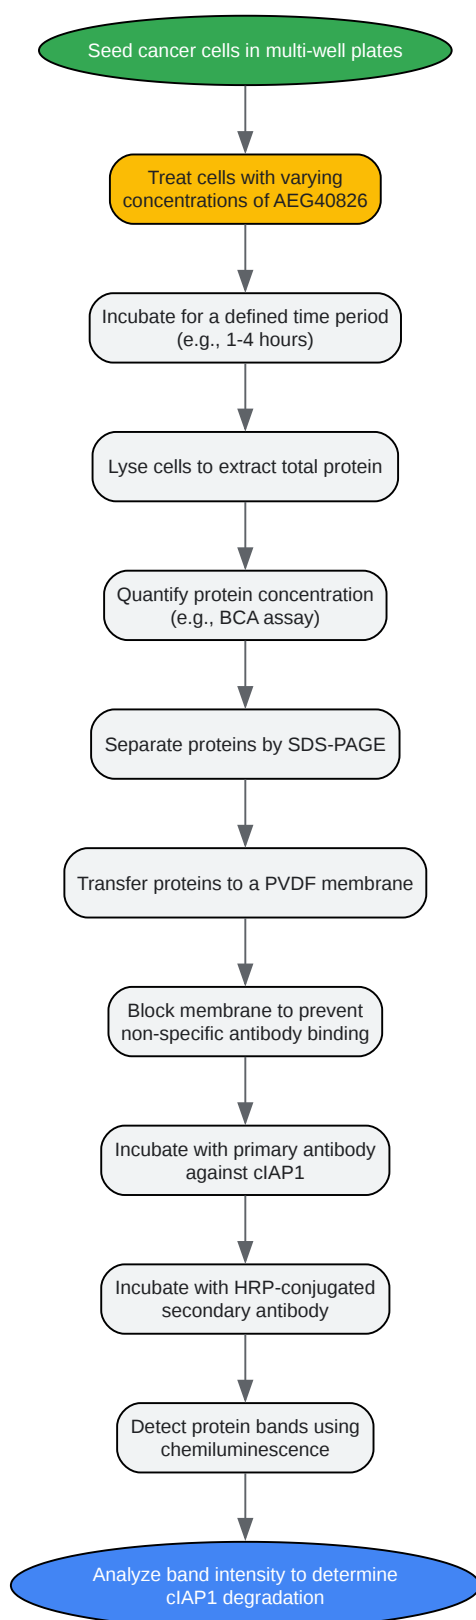 Seed cancer cells in multi-well plates
Treat cells with varying
concentrations of AEG40826
Incubate for a defined time period
(e.g., 1-4 hours)
Lyse cells to extract total protein
Quantify protein concentration
(e.g., BCA assay)
Separate proteins by SDS-PAGE
Transfer proteins to a PVDF membrane
Block membrane to prevent
non-specific antibody binding
Incubate with primary antibody
against cIAP1
Incubate with HRP-conjugated
secondary antibody
Detect protein bands using
chemiluminescence
Analyze band intensity to determine
cIAP1 degradation